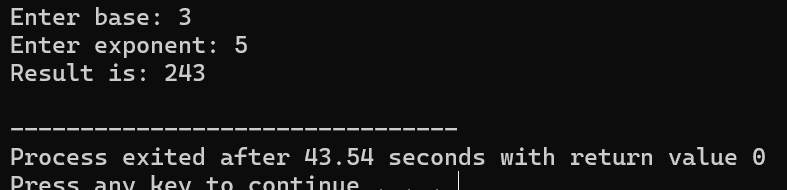 Enter base: 3
Enter exponent: 5
Result is: 243
--------------------------------
Process exited after 43.54 seconds with return value 0
Press any key to continue . . .